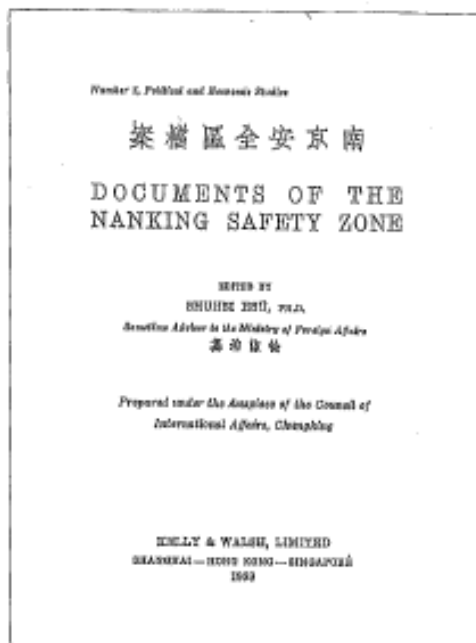 Political and Economic Studies
南京安全區檔案
DOCUMENTS OF THE
NANKING SAFETY ZONE
EDITED BY
SHUHSI HSÜ, PH.D.
Sometime Adviser to the Ministry of Foreign Affairs
Prepared under the Auspices of the Council of
International Affairs, Chungking
KELLY & WALSH, LIMITED
SHANGHAI—HONG KONG—SINGAPORE
1939